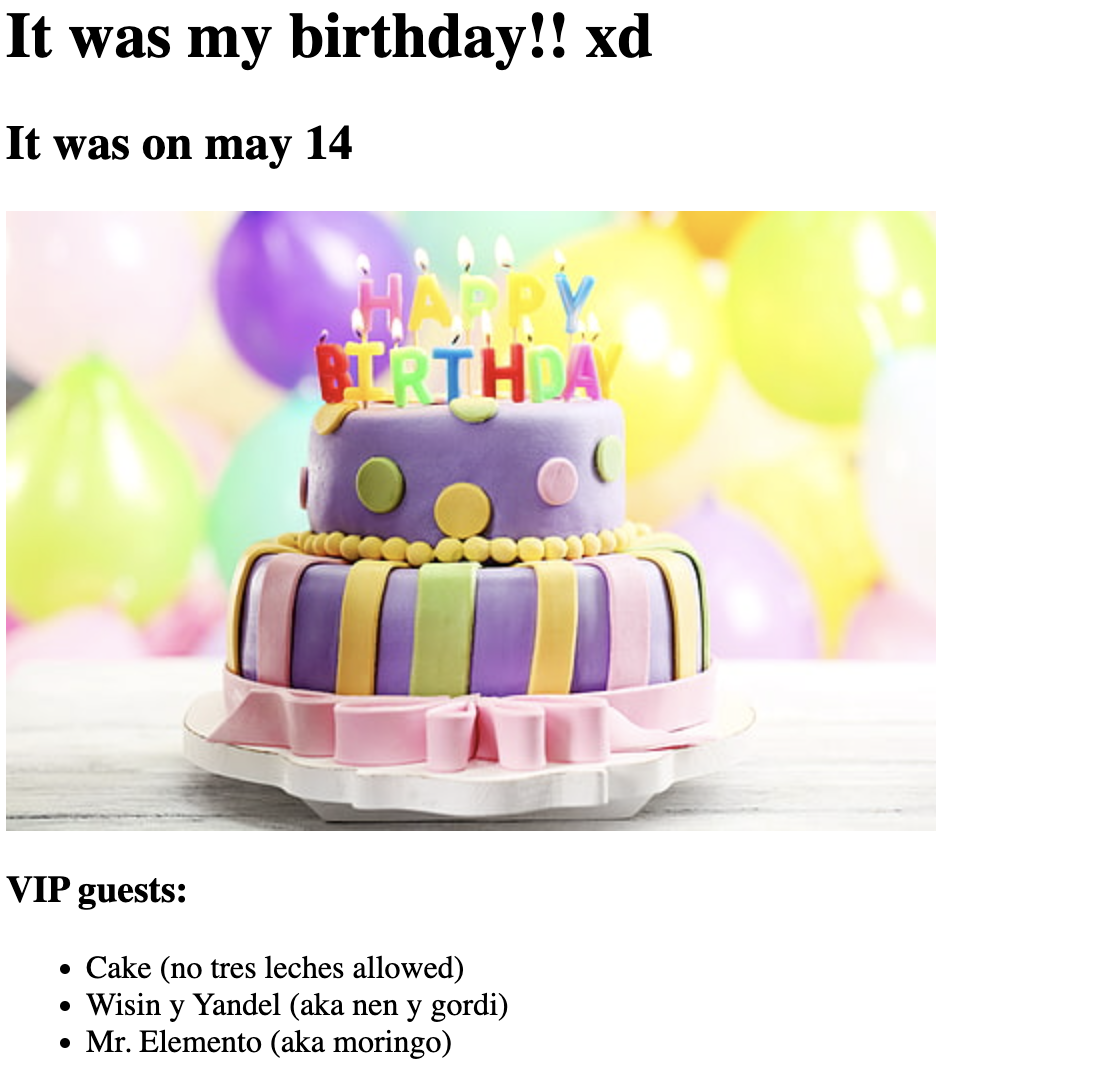 It was my birthday!! xd
It was on may 14
HAPPY
BIRTHDAY
VIP guests:
Cake (no tres leches allowed)
Wisin y Yandel (aka nen y gordi)
Mr. Elemento (aka moringo)